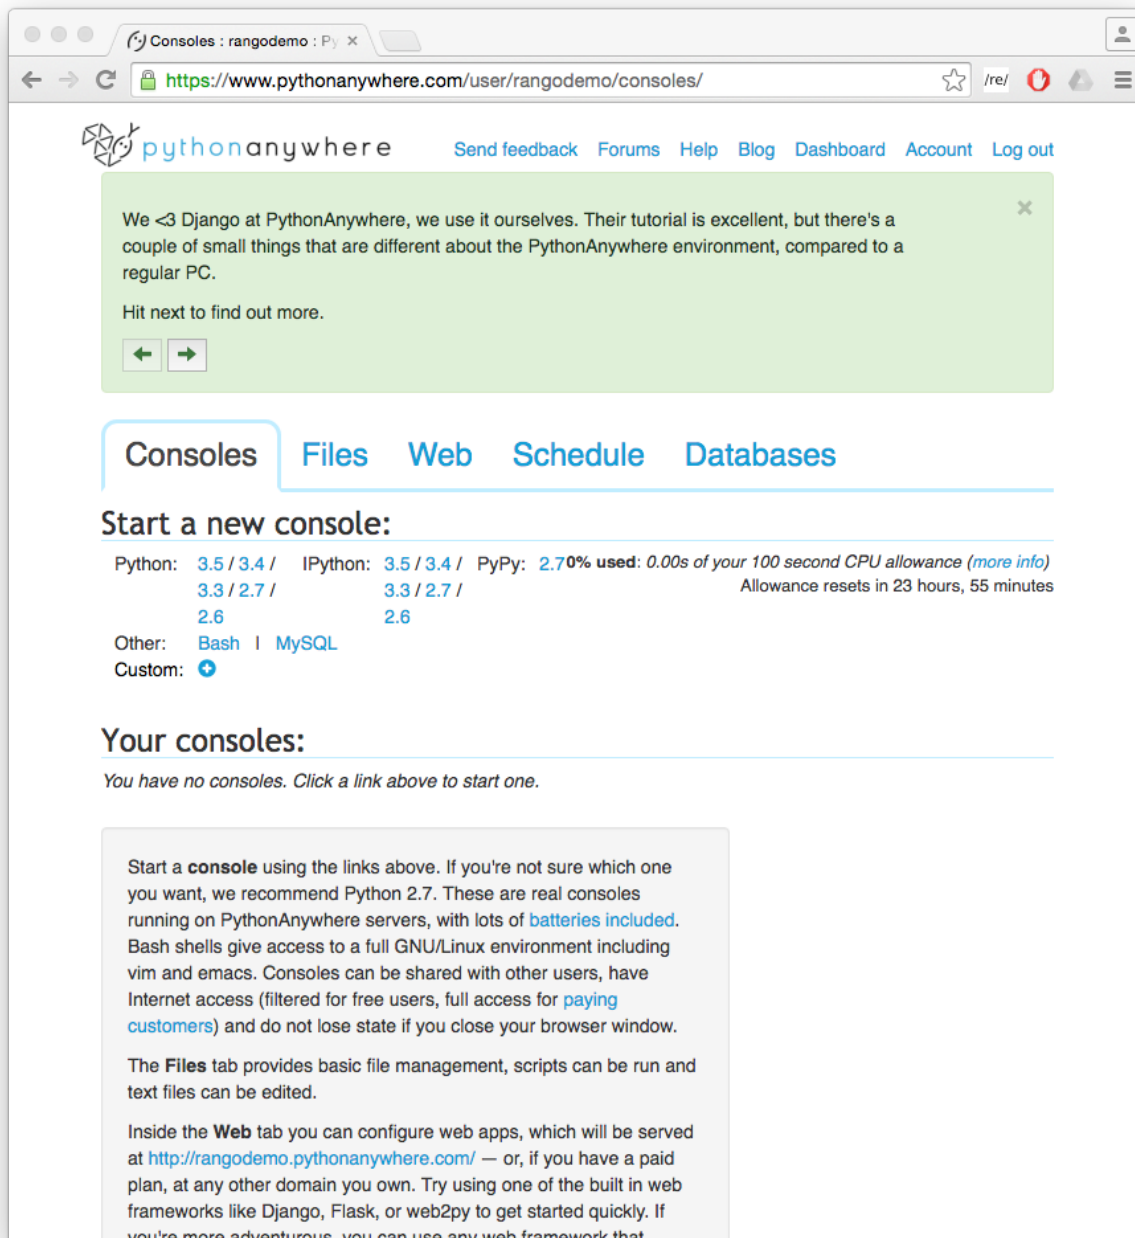 Consoles : rangodemo : Py
https://www.pythonanywhere.com/user/rangodemo/consoles/
/re/
pythonanywhere
Send feedback Forums Help Blog Dashboard Account Log out
We <3 Django at PythonAnywhere, we use it ourselves. Their tutorial is excellent, but there's a
couple of small things that are different about the PythonAnywhere environment, compared to a
regular PC.
Hit next to find out more.
Consoles Files Web Schedule Databases
Start a new console:
Python: 3.5 / 3.4 / IPython: 3.5 / 3.4 / PyPy: 2.7 0% used: 0.00s of your 100 second CPU allowance (more info)
3.3 / 2.7 / 3.3 / 2.7 / Allowance resets in 23 hours, 55 minutes
2.6 2.6
Other: Bash | MySQL
Custom:
Your consoles:
You have no consoles. Click a link above to start one.
Start a console using the links above. If you're not sure which one
you want, we recommend Python 2.7. These are real consoles
running on PythonAnywhere servers, with lots of batteries included.
Bash shells give access to a full GNU/Linux environment including
vim and emacs. Consoles can be shared with other users, have
Internet access (filtered for free users, full access for paying
customers) and do not lose state if you close your browser window.
The Files tab provides basic file management, scripts can be run and
text files can be edited.
Inside the Web tab you can configure web apps, which will be served
at http://rangodemo.pythonanywhere.com/ — or, if you have a paid
plan, at any other domain you own. Try using one of the built in web
frameworks like Django, Flask, or web2py to get started quickly. If
you're more adventurous, you can use any web framework that